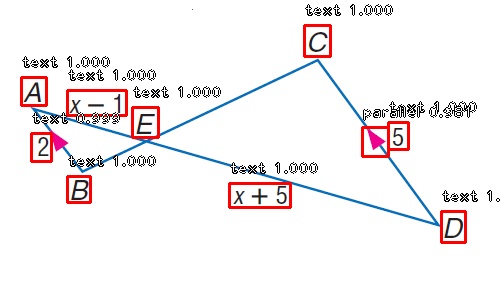 text 1.000
C
text 1.000
text 1.000
A
x − 1
text 1.000
E
text 0.999
text 1.000
parallel 0.981
2
5
text 1.000
text 1.000
B
x + 5
text 1.
D